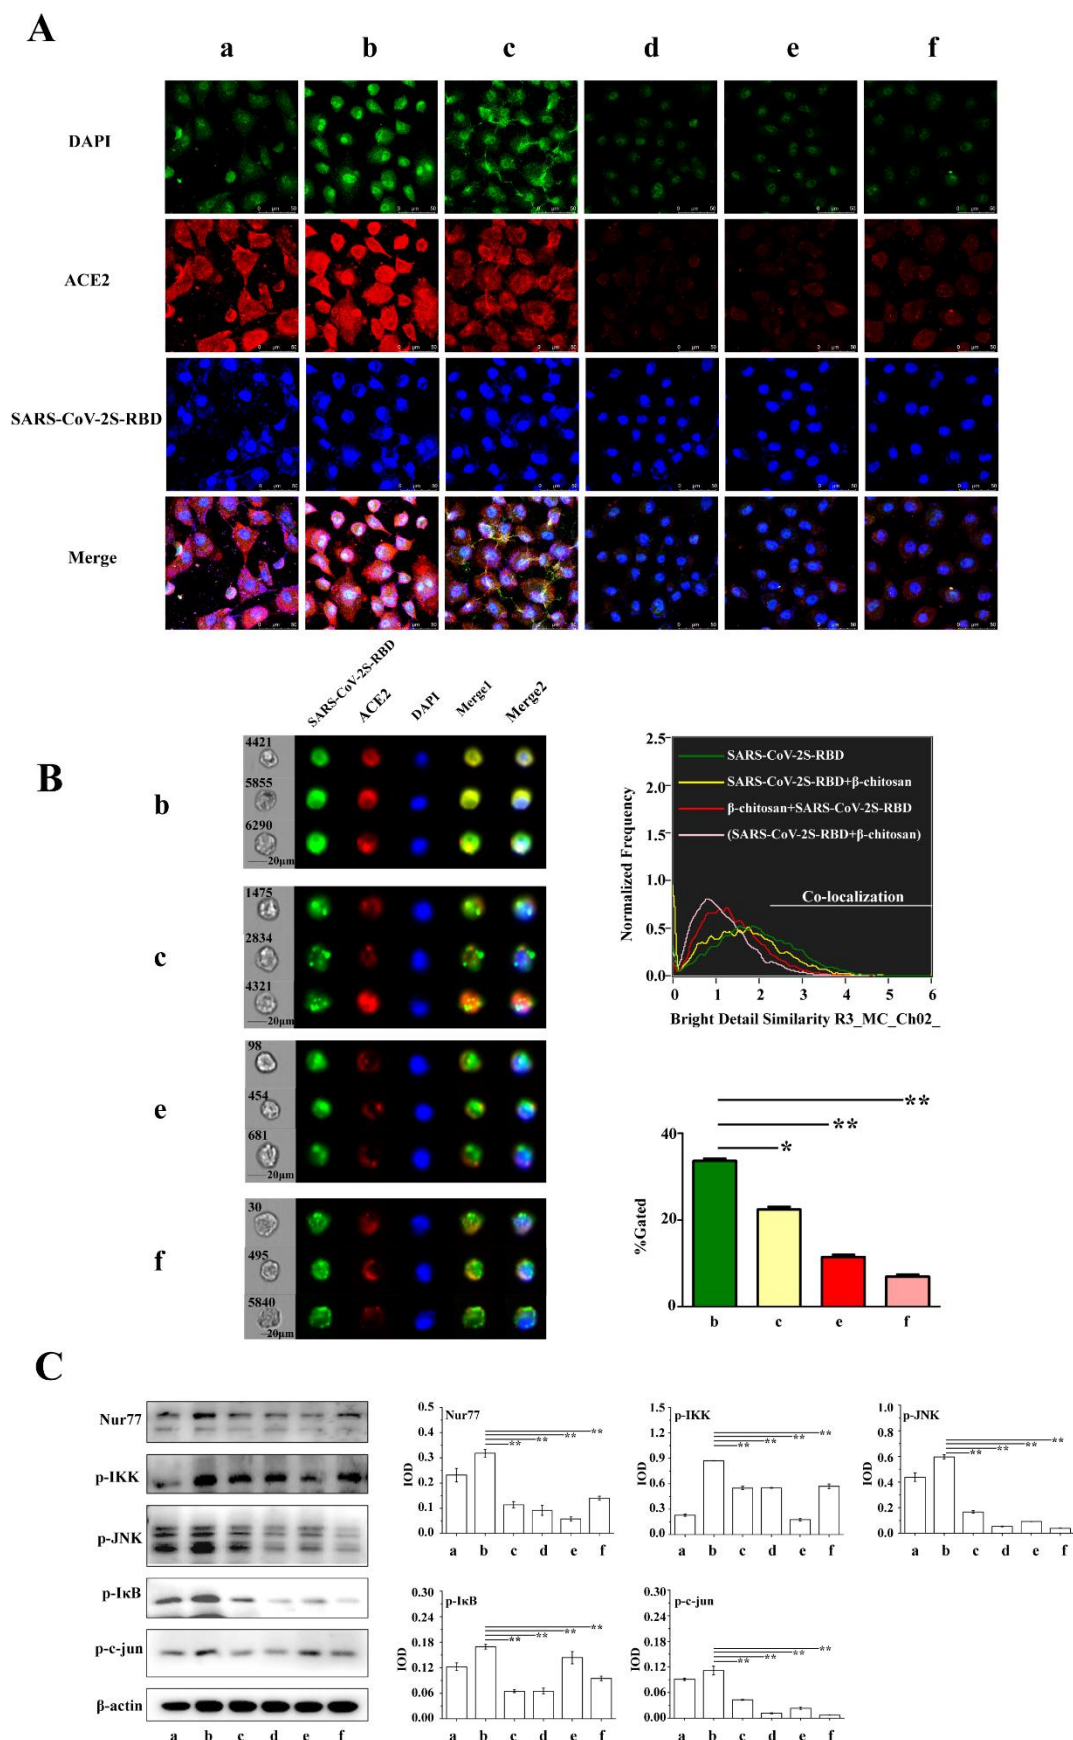 A
a b c d e f
DAPI
ACE2
SARS-CoV-2S-RBD
Merge
B
SARS-CoV-2S-RBD ACE2 DAPI Merge1 Merge2
b
4421
5855
6290
20μm
c
1475
2834
4321
20μm
e
98
454
681
20μm
f
30
495
5840
20μm
Normalized Frequency
2.5
2.0
1.5
1.0
0.5
0.0
SARS-CoV-2S-RBD
SARS-CoV-2S-RBD+β-chitosan
β-chitosan+SARS-CoV-2S-RBD
(SARS-CoV-2S-RBD+β-chitosan)
Co-localization
0 1 2 3 4 5 6
Bright Detail Similarity R3_MC_Ch02_
%Gated
40
20
0
**
**
*
b c e f
C
Nur77
p-IKK
p-JNK
p-IκB
p-c-jun
β-actin
a b c d e f
Nur77
IOD
0.5
0.4
0.3
0.2
0.1
0.0
** ** ** **
a b c d e f
p-IKK
IOD
1.5
1.2
0.9
0.6
0.3
0.0
** ** ** **
a b c d e f
p-JNK
IOD
1.0
0.8
0.6
0.4
0.2
0.0
** ** ** **
a b c d e f
p-IκB
IOD
0.30
0.24
0.18
0.12
0.06
0.00
** ** ** **
a b c d e f
p-c-jun
IOD
0.30
0.24
0.18
0.12
0.06
0.00
** ** ** **
a b c d e f